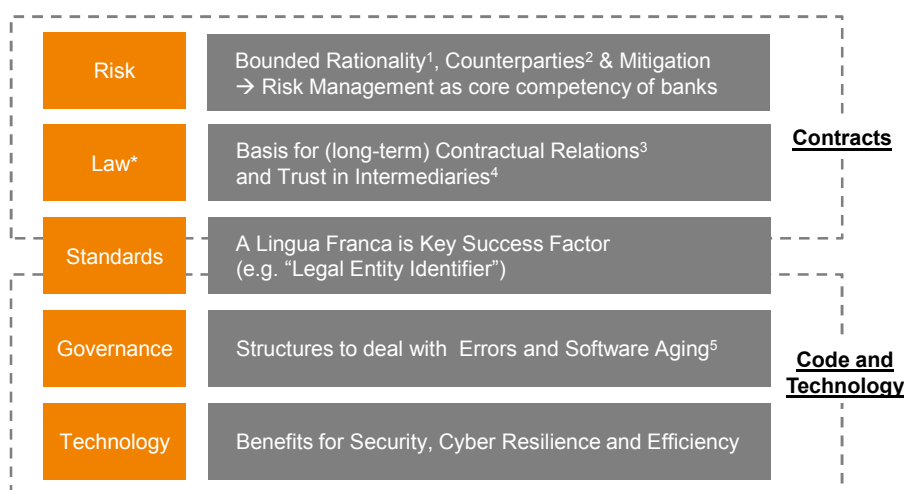 Risk
Bounded Rationality¹, Counterparties² & Mitigation
→ Risk Management as core competency of banks
Contracts
Law*
Basis for (long-term) Contractual Relations³
and Trust in Intermediaries⁴
Standards
A Lingua Franca is Key Success Factor
(e.g. “Legal Entity Identifier”)
Governance
Structures to deal with  Errors and Software Aging⁵
Code and
Technology
Technology
Benefits for Security, Cyber Resilience and Efficiency